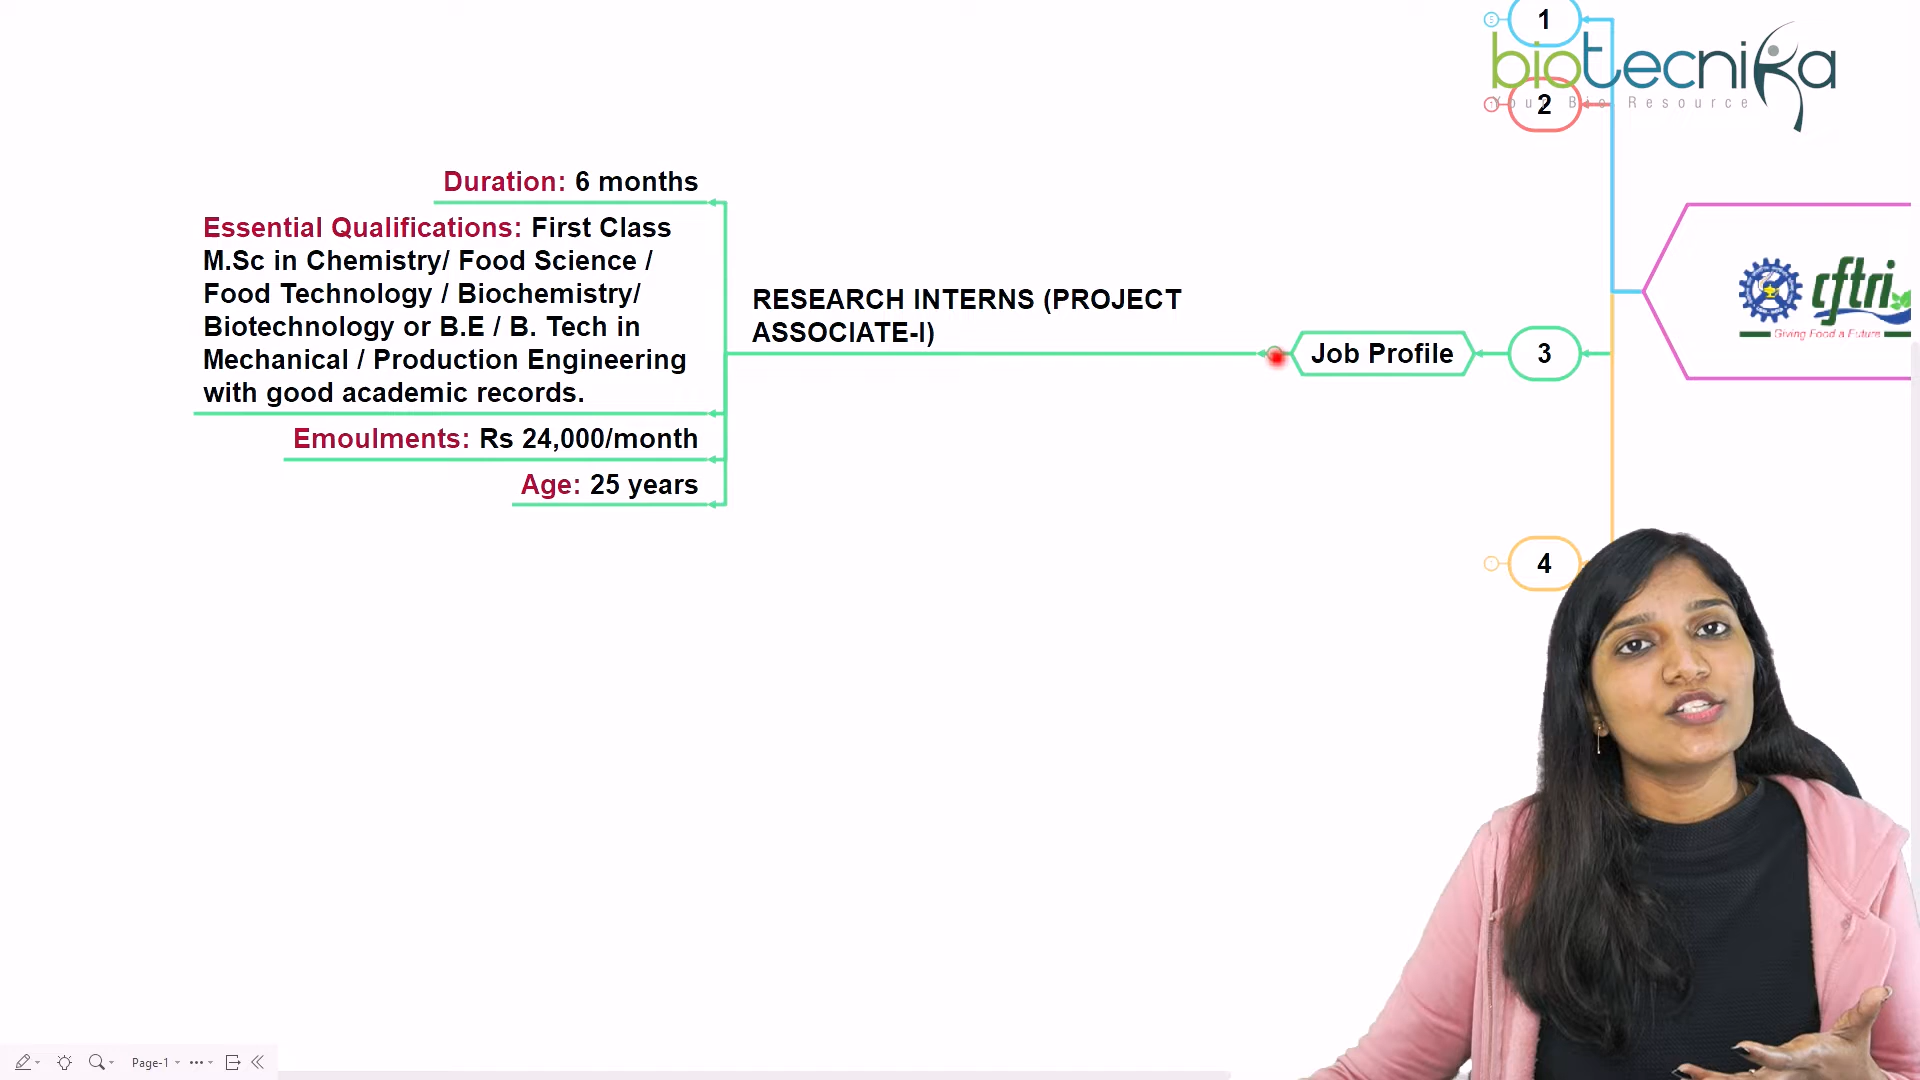 1
biotecnika
Your Bio Resource
2
Duration: 6 months
Essential Qualifications: First Class
M.Sc in Chemistry/ Food Science /
Food Technology / Biochemistry/
Biotechnology or B.E / B. Tech in
Mechanical / Production Engineering
with good academic records.
Emoulments: Rs 24,000/month
Age: 25 years
RESEARCH INTERNS (PROJECT
ASSOCIATE-I)
Job Profile
3
cftri
Giving Food a Future
4
Page-1